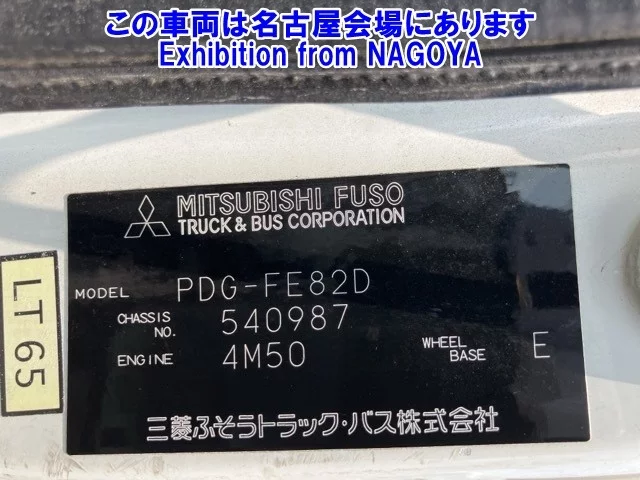 この車両は名古屋会場にあります
Exhibition from NAGOYA
MITSUBISHI FUSO
TRUCK & BUS CORPORATION
MODEL PDG-FE82D
CHASSIS NO. 540987
ENGINE 4M50 WHEEL BASE E
三菱ふそうトラック・バス株式会社
LT 65